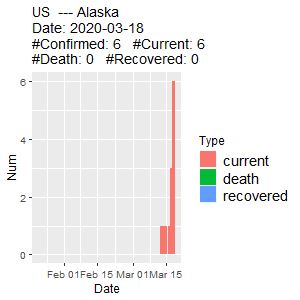 US --- Alaska
Date: 2020-03-18
#Confirmed: 6 #Current: 6
#Death: 0 #Recovered: 0
6
4
2
0
Num
Feb 01 Feb 15 Mar 01 Mar 15
Date
Type
current
death
recovered